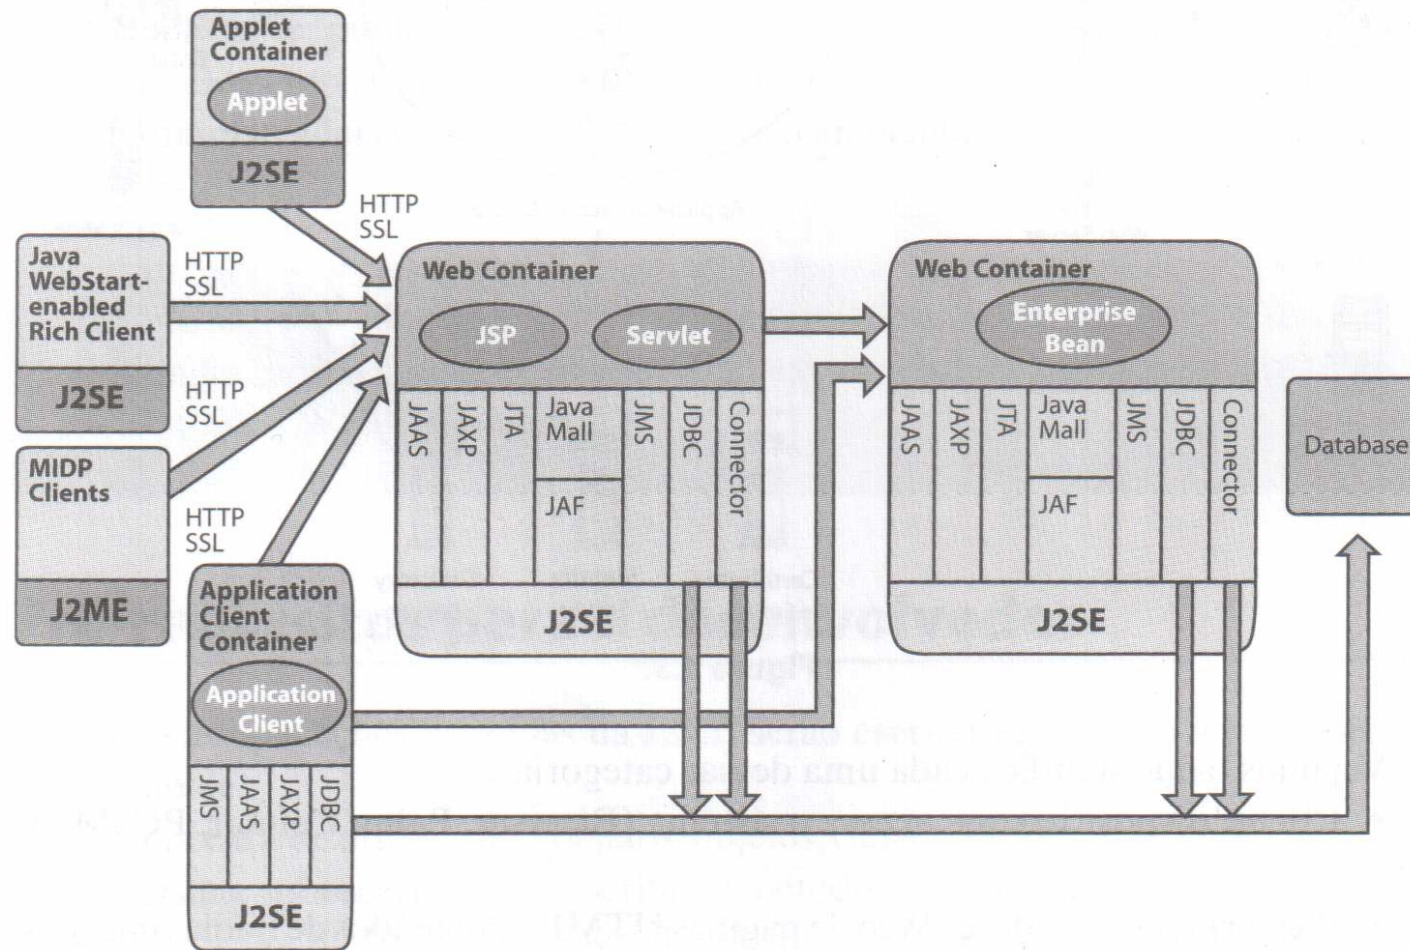 Applet
Container
Applet
J2SE
HTTP
SSL
Java
WebStart-
enabled
Rich Client
J2SE
HTTP
SSL
HTTP
SSL
MIDP
Clients
J2ME
HTTP
SSL
Application
Client
Container
Application
Client
JMS
JAAS
JAXP
JDBC
J2SE
Web Container
JSP
Servlet
JAAS
JAXP
JTA
Java
Mall
JAF
JMS
JDBC
Connector
J2SE
Web Container
Enterprise
Bean
JAAS
JAXP
JTA
Java
Mall
JAF
JMS
JDBC
Connector
J2SE
Database